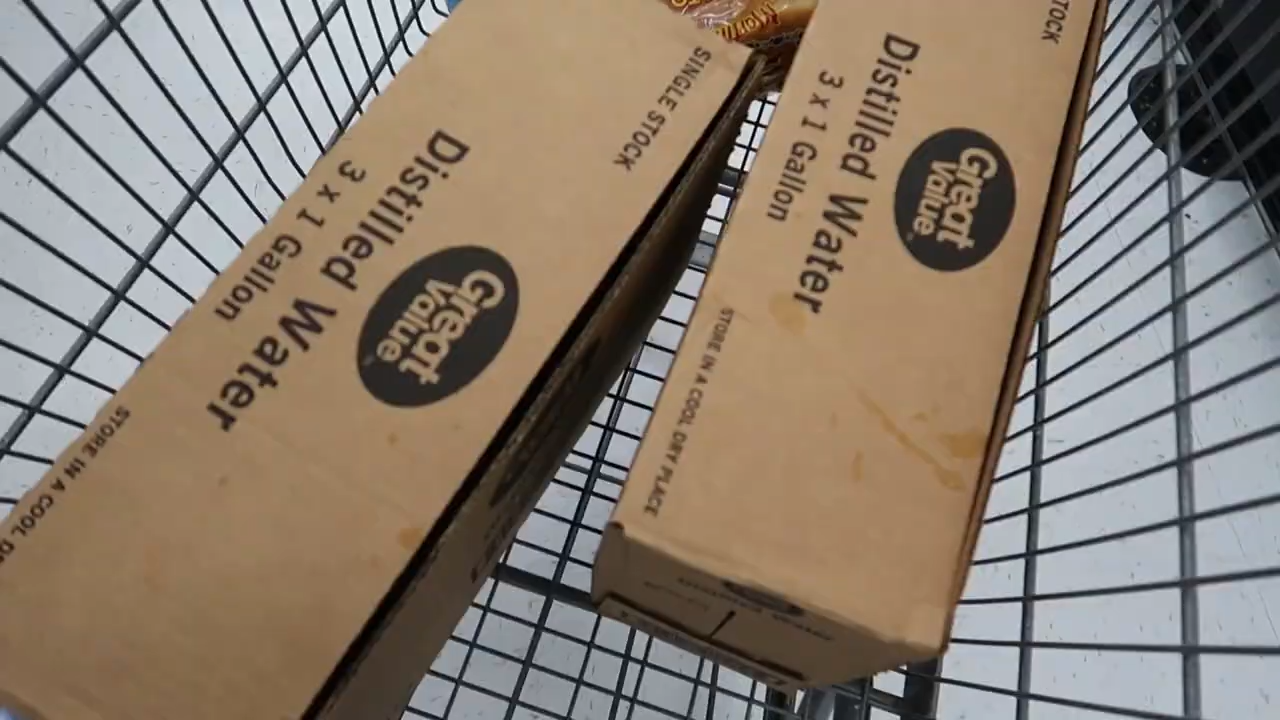 SINGLE STOCK
Distilled Water
3 x 1 Gallon
Great
Value
STORE IN A COOL
STOCK
Distilled Water
3 x 1 Gallon
Great
Value
STORE IN A COOL DRY PLACE